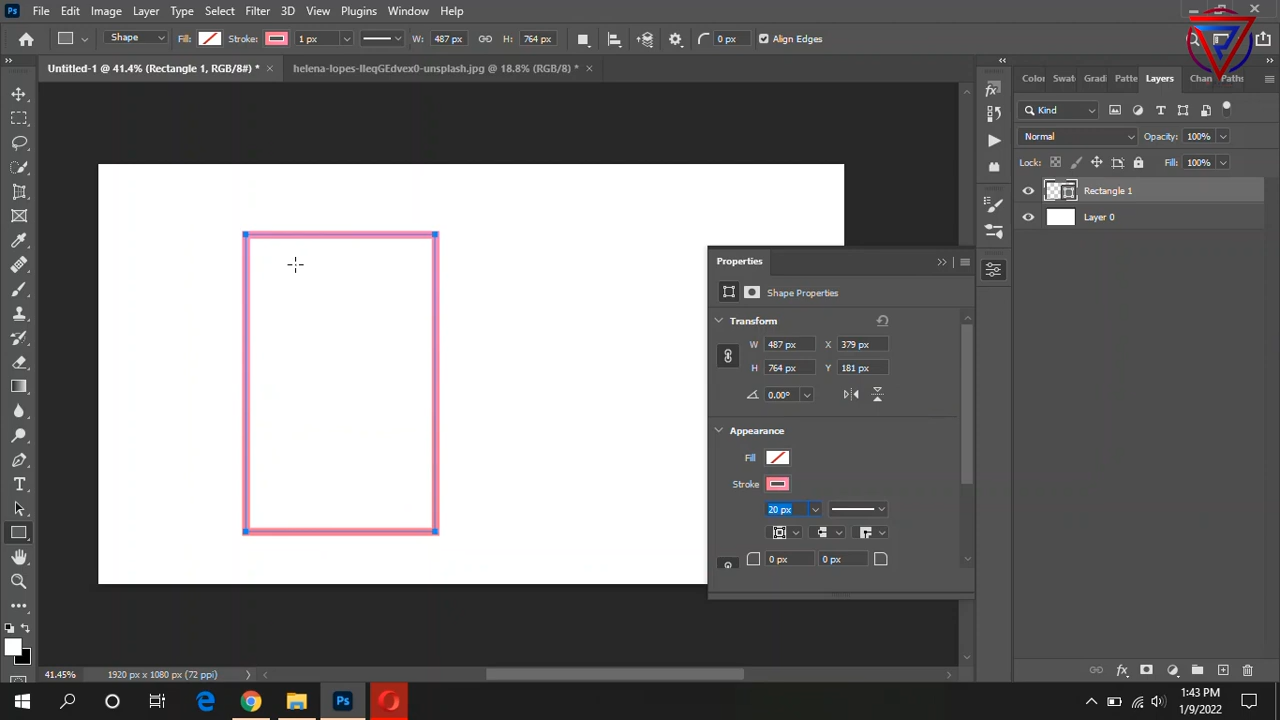 Ps File Edit Image Layer Type Select Filter 3D View Plugins Window Help
Shape Fill: Stroke: 1 px W: 487 px H: 764 px 0 px Align Edges
Untitled-1 @ 41.4% (Rectangle 1, RGB/8#) * × helena-lopes-lleqGEdvex0-unsplash.jpg @ 18.8% (RGB/8) * ×
Color Swatc Gradi Patte Layers Chan Paths
Kind
Normal Opacity: 100%
Lock: Fill: 100%
Rectangle 1
Layer 0
Properties
Shape Properties
Transform
W 487 px X 379 px
H 764 px Y 181 px
0.00°
Appearance
Fill
Stroke
20 px
0 px 0 px
41.45% 1920 px x 1080 px (72 ppi)
Ps
1:43 PM
1/9/2022